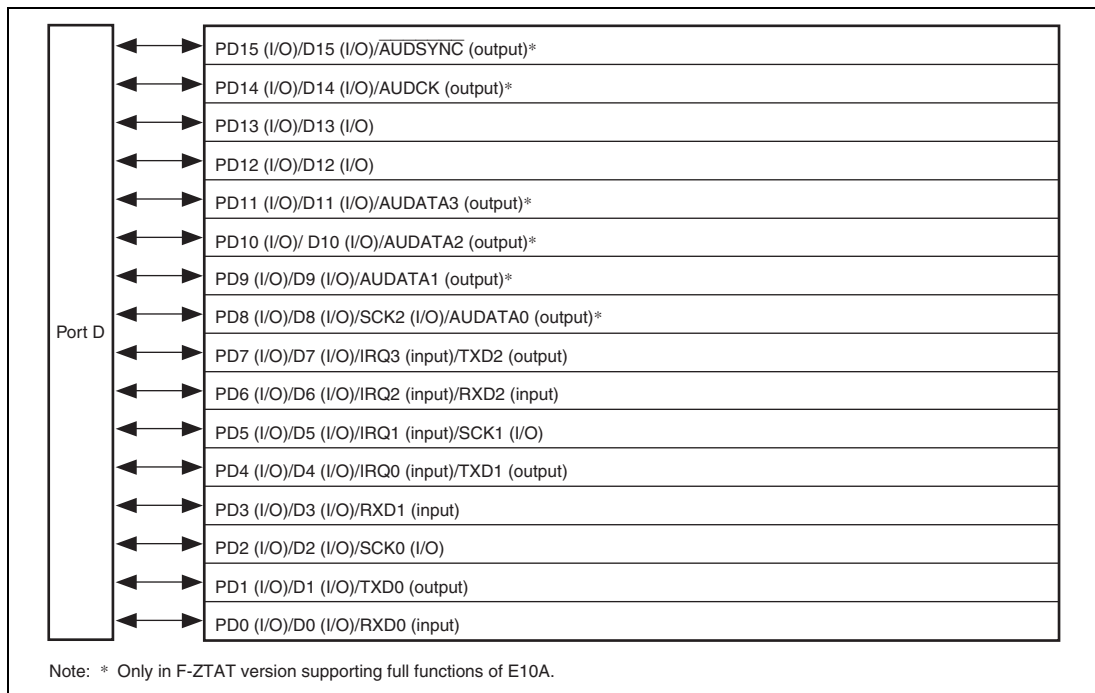 PD15 (I/O)/D15 (I/O)/A̅U̅D̅S̅Y̅N̅C̅ (output)*
PD14 (I/O)/D14 (I/O)/AUDCK (output)*
PD13 (I/O)/D13 (I/O)
PD12 (I/O)/D12 (I/O)
PD11 (I/O)/D11 (I/O)/AUDATA3 (output)*
PD10 (I/O)/ D10 (I/O)/AUDATA2 (output)*
PD9 (I/O)/D9 (I/O)/AUDATA1 (output)*
Port D
PD8 (I/O)/D8 (I/O)/SCK2 (I/O)/AUDATA0 (output)*
PD7 (I/O)/D7 (I/O)/IRQ3 (input)/TXD2 (output)
PD6 (I/O)/D6 (I/O)/IRQ2 (input)/RXD2 (input)
PD5 (I/O)/D5 (I/O)/IRQ1 (input)/SCK1 (I/O)
PD4 (I/O)/D4 (I/O)/IRQ0 (input)/TXD1 (output)
PD3 (I/O)/D3 (I/O)/RXD1 (input)
PD2 (I/O)/D2 (I/O)/SCK0 (I/O)
PD1 (I/O)/D1 (I/O)/TXD0 (output)
PD0 (I/O)/D0 (I/O)/RXD0 (input)
Note: * Only in F-ZTAT version supporting full functions of E10A.